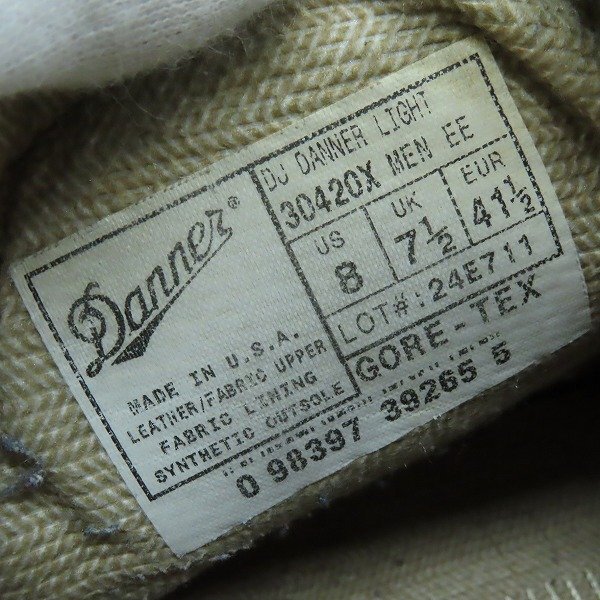 Danner®
MADE IN U.S.A.
LEATHER/FABRIC UPPER
FABRIC LINING
SYNTHETIC OUTSOLE
DJ DANNER LIGHT
30420X MEN EE
US UK EUR
8 7½ 41½
LOT#: 24E711
GORE-TEX
0 98397 39265 5